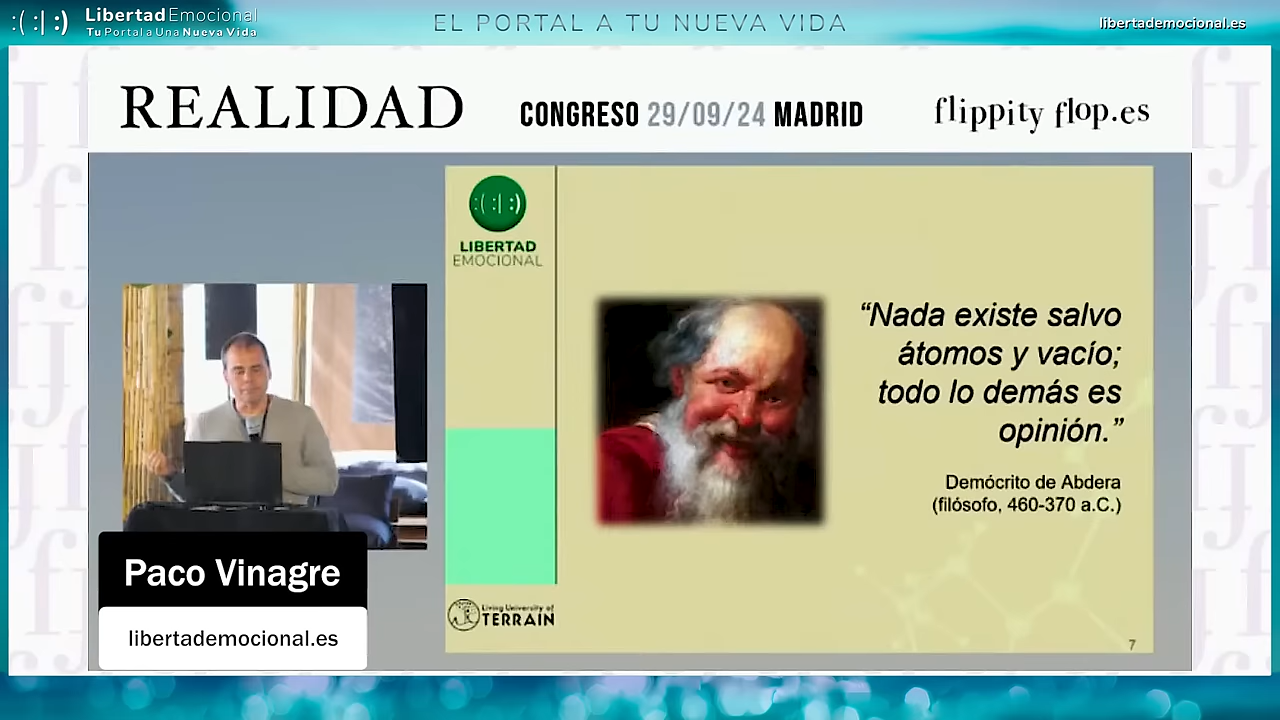 :(:|:) LibertadEmocional
Tu Portal a Una Nueva Vida
EL PORTAL A TU NUEVA VIDA
libertademocional.es
REALIDAD
CONGRESO 29/09/24 MADRID
flippity flop.es
:(:|:)
LIBERTAD
EMOCIONAL
“Nada existe salvo
átomos y vacío;
todo lo demás es
opinión.”
Demócrito de Abdera
(filósofo, 460-370 a.C.)
Paco Vinagre
libertademocional.es
Living University of
TERRAIN
7